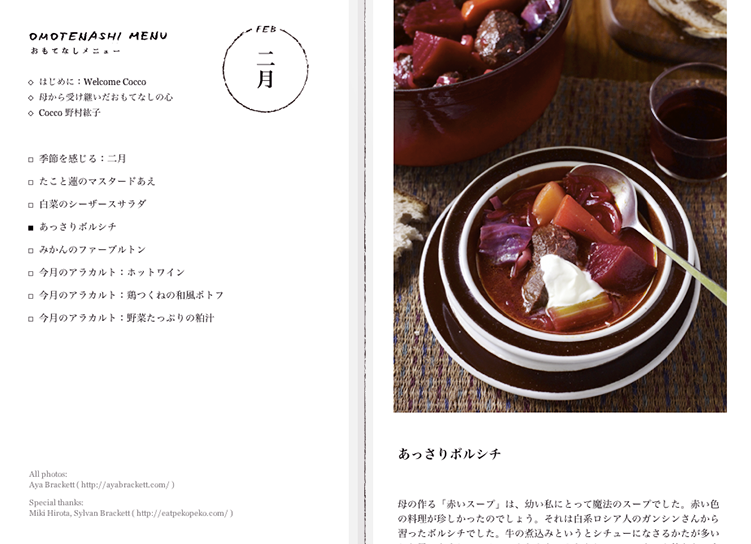 OMOTENASHI MENU
おもてなしメニュー
FEB
二月
◇ はじめに：Welcome Cocco
◇ 母から受け継いだおもてなしの心
◇ Cocco 野村紘子
□ 季節を感じる：二月
□ たこと蓮のマスタードあえ
□ 白菜のシーザースサラダ
■ あっさりボルシチ
□ みかんのファーブルトン
□ 今月のアラカルト：ホットワイン
□ 今月のアラカルト：鶏つくねの和風ポトフ
□ 今月のアラカルト：野菜たっぷりの粕汁
All photos:
Aya Brackett ( http://ayabrackett.com/ )
Special thanks:
Miki Hirota, Sylvan Brackett ( http://eatpekopeko.com/ )
あっさりボルシチ
母の作る「赤いスープ」は、幼い私にとって魔法のスープでした。赤い色
の料理が珍しかったのでしょう。それは白系ロシア人のガンシンさんから
習ったボルシチでした。牛の煮込みというとシチューになさるかたが多い